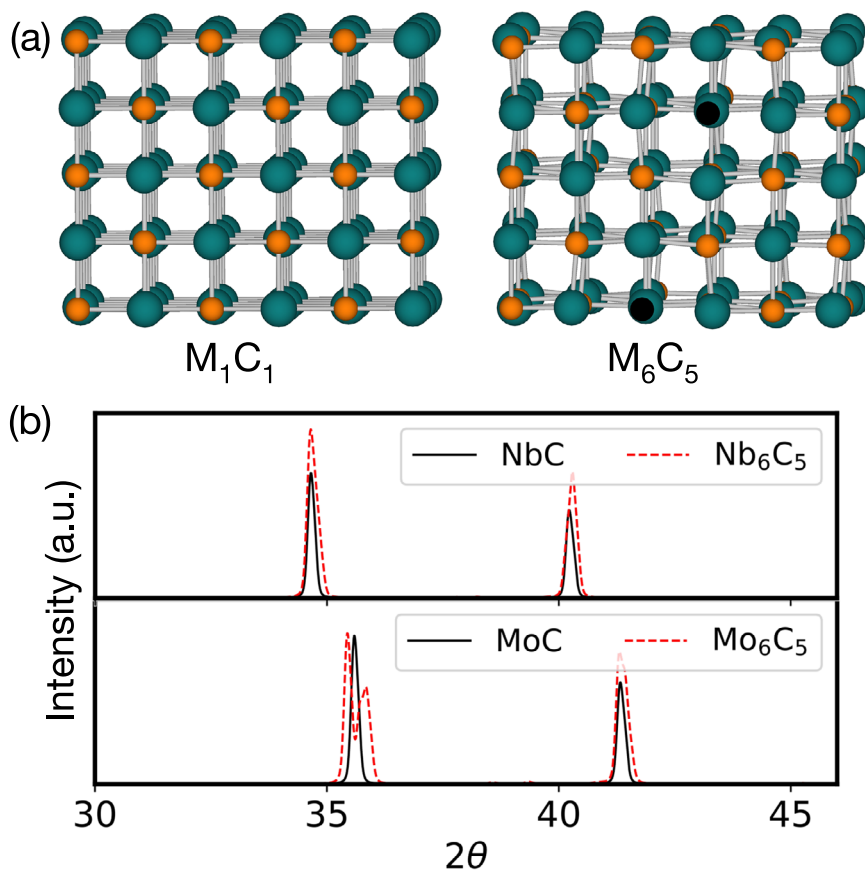 (a)
M₁C₁ M₆C₅
(b)
NbC Nb₆C₅
MoC Mo₆C₅
Intensity (a.u.)
30 35 40 45
2θ